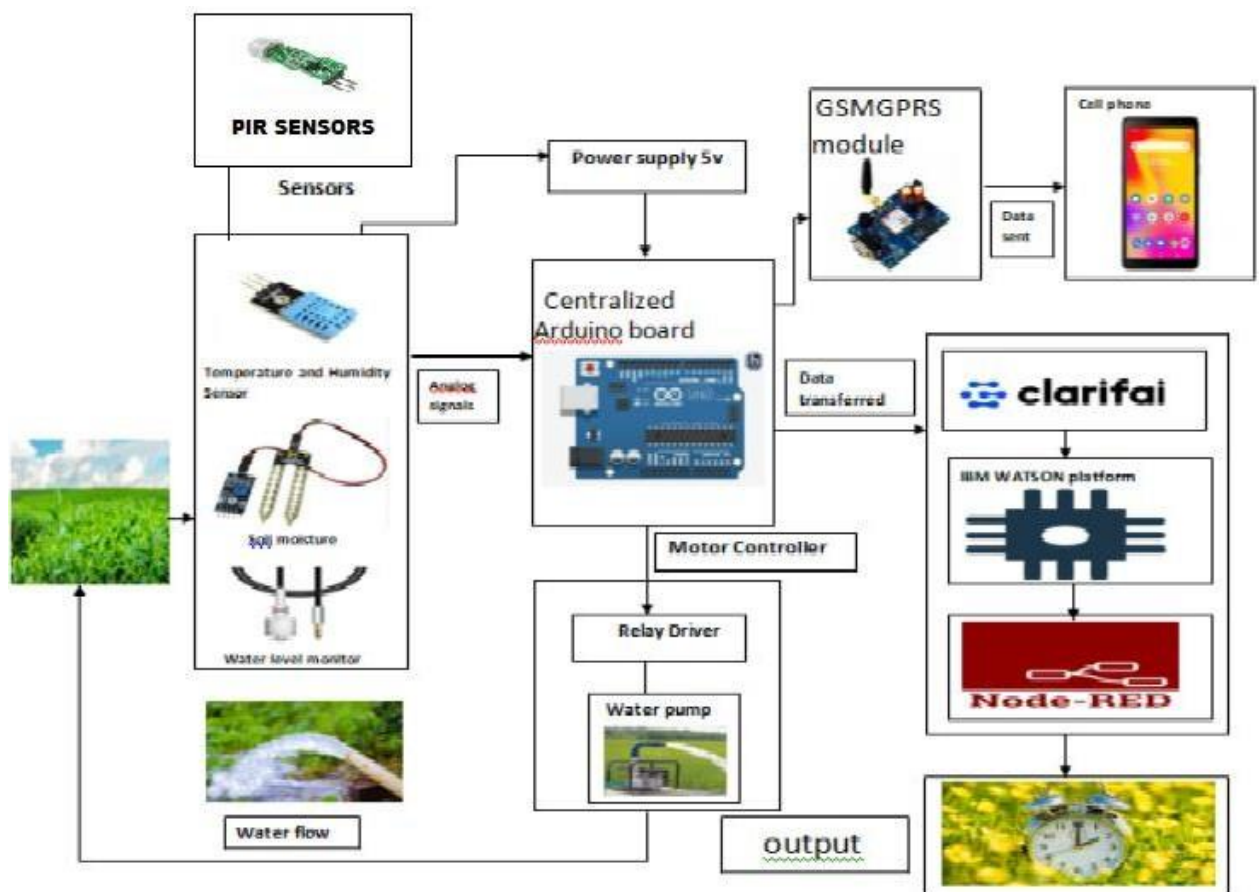 PIR SENSORS
Sensors
Power supply 5v
GSMGPRS
module
Cell phone
Data
sent
Centralized
Arduino board
Temperature and Humidity
Sensor
Analog
signals
Data
transferred
clarifai
IBM WATSON platform
Soil moisture
Motor Controller
Relay Driver
Water level monitor
Water pump
Node-RED
Water flow
output